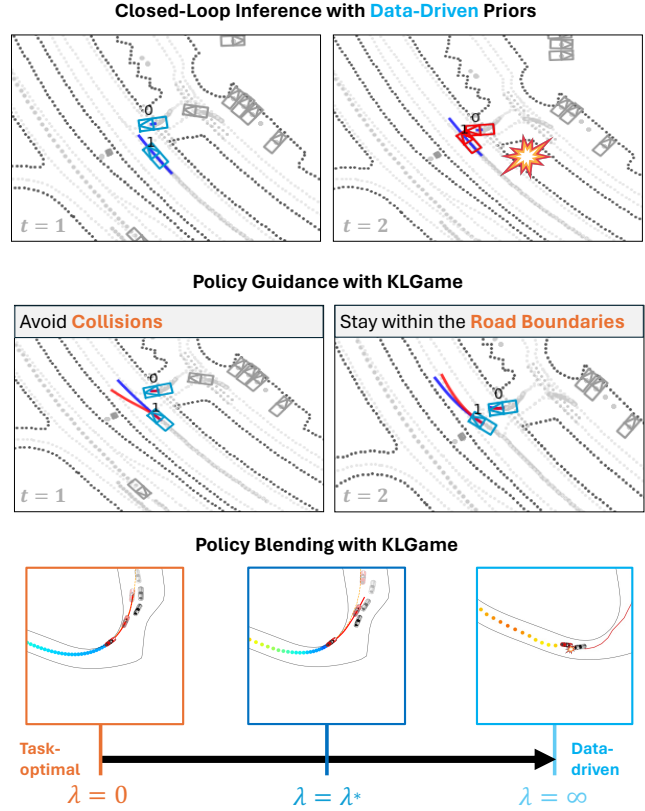 Closed-Loop Inference with Data-Driven Priors
0
1
t = 1
0
1
t = 2
Policy Guidance with KLGame
Avoid Collisions
0
1
t = 1
Stay within the Road Boundaries
0
1
t = 2
Policy Blending with KLGame
Task-
optimal
Data-
driven
λ = 0
λ = λ*
λ = ∞